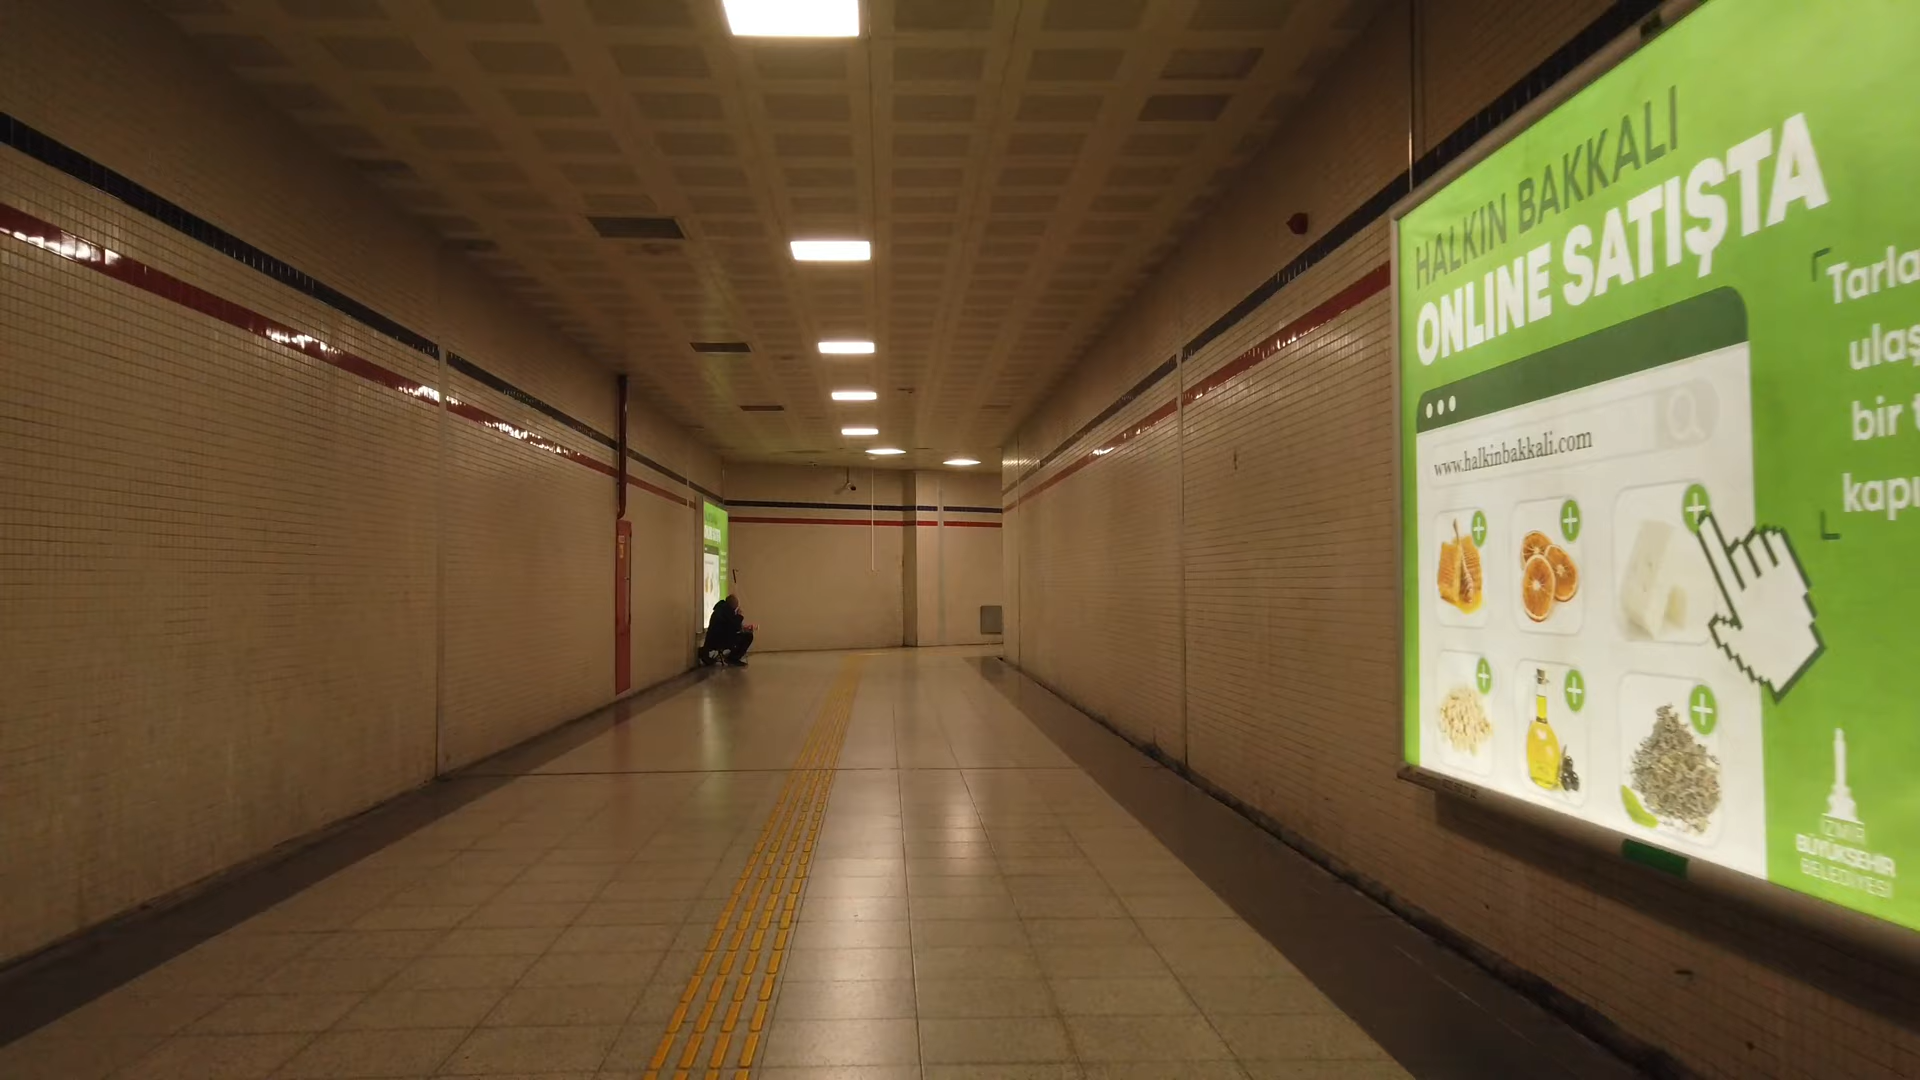 HALKIN BAKKALI
ONLINE SATIŞTA
Tarla
ulaş
bir t
kapı
www.halkinbakkali.com
İZMİR
BÜYÜKŞEHİR
BELEDİYESİ